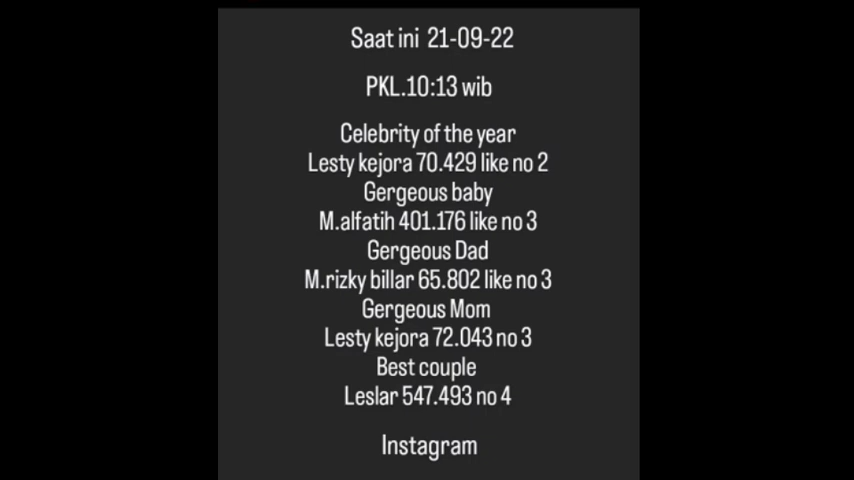 Saat ini 21-09-22
PKL.10:13 wib
Celebrity of the year
Lesty kejora 70.429 like no 2
Gergeous baby
M.alfatih 401.176 like no 3
Gergeous Dad
M.rizky billar 65.802 like no 3
Gergeous Mom
Lesty kejora 72.043 no 3
Best couple
Leslar 547.493 no 4
Instagram